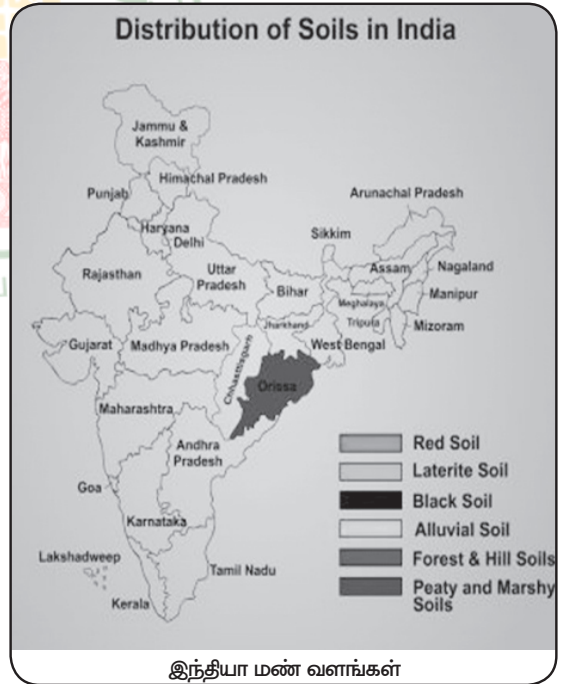 Distribution of Soils in India
Jammu &
Kashmir
Himachal Pradesh
Punjab
Arunachal Pradesh
Haryana
Delhi
Sikkim
Rajasthan
Uttar
Pradesh
Bihar
Assam
Nagaland
Meghalaya
Manipur
Jharkhand
Tripura
Mizoram
Gujarat
Madhya Pradesh
Chhasttisgarh
West Bengal
Orissa
Maharashtra
Andhra
Pradesh
Goa
Karnataka
Lakshadweep
Tamil Nadu
Kerala
Red Soil
Laterite Soil
Black Soil
Alluvial Soil
Forest & Hill Soils
Peaty and Marshy
Soils
இந்தியா மண் வளங்கள்